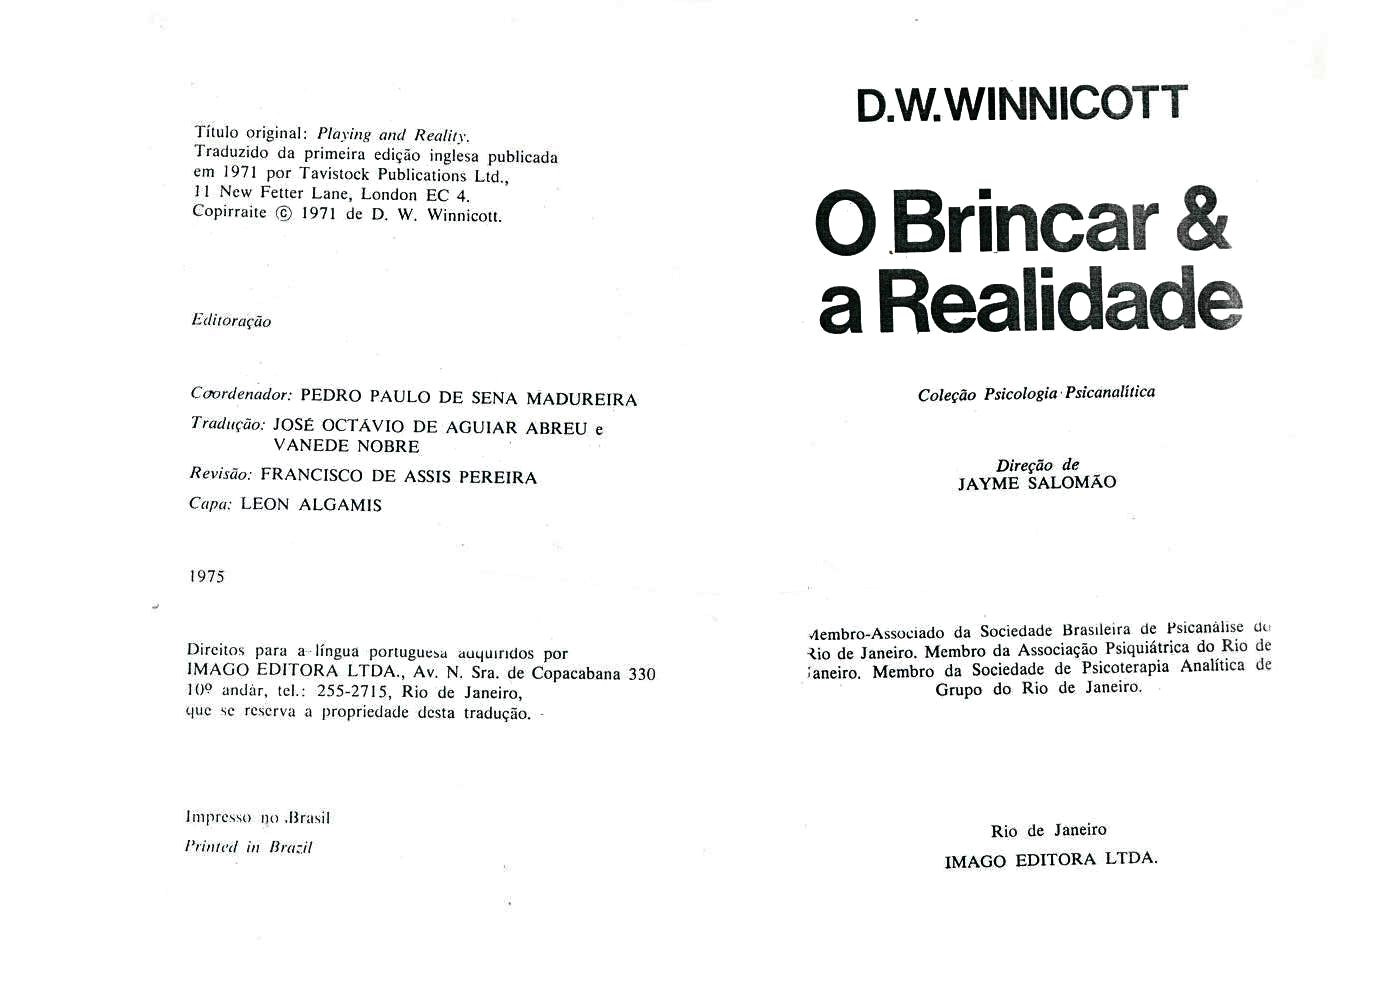 Título original: Playing and Reality.
Traduzido da primeira edição inglesa publicada
em 1971 por Tavistock Publications Ltd.,
11 New Fetter Lane, London EC 4.
Copirraite © 1971 de D. W. Winnicott.
Editoração
Coordenador: PEDRO PAULO DE SENA MADUREIRA
Tradução: JOSÉ OCTÁVIO DE AGUIAR ABREU e
VANEDE NOBRE
Revisão: FRANCISCO DE ASSIS PEREIRA
Capa: LEON ALGAMIS
1975
Direitos para a língua portuguesa adquiridos por
IMAGO EDITORA LTDA., Av. N. Sra. de Copacabana 330
10º andar, tel.: 255-2715, Rio de Janeiro,
que se reserva a propriedade desta tradução.
Impresso no Brasil
Printed in Brazil
D.W.WINNICOTT
O Brincar &
a Realidade
Coleção Psicologia Psicanalítica
Direção de
JAYME SALOMÃO
Membro-Associado da Sociedade Brasileira de Psicanálise do
Rio de Janeiro. Membro da Associação Psiquiátrica do Rio de
Janeiro. Membro da Sociedade de Psicoterapia Analítica de
Grupo do Rio de Janeiro.
Rio de Janeiro
IMAGO EDITORA LTDA.